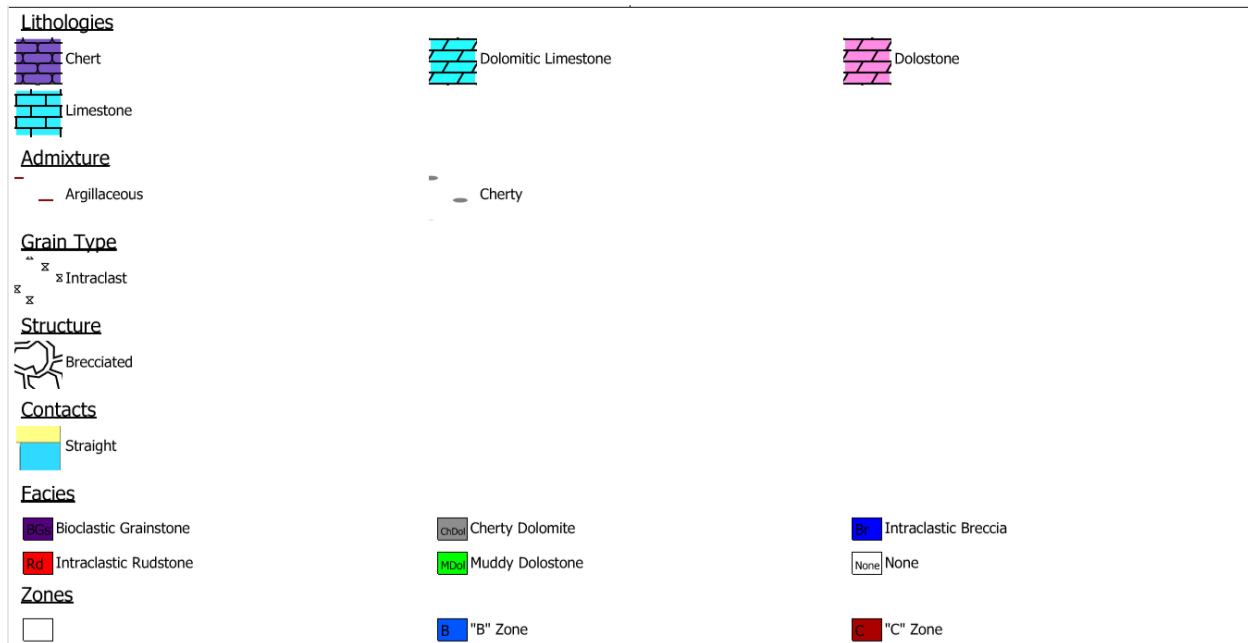 Lithologies
Chert
Dolomitic Limestone
Dolostone
Limestone
Admixture
Argillaceous
Cherty
Grain Type
Intraclast
Structure
Brecciated
Contacts
Straight
Facies
BGs Bioclastic Grainstone
ChDol Cherty Dolomite
Br Intraclastic Breccia
Rd Intraclastic Rudstone
MDol Muddy Dolostone
None None
Zones
B "B" Zone
C "C" Zone